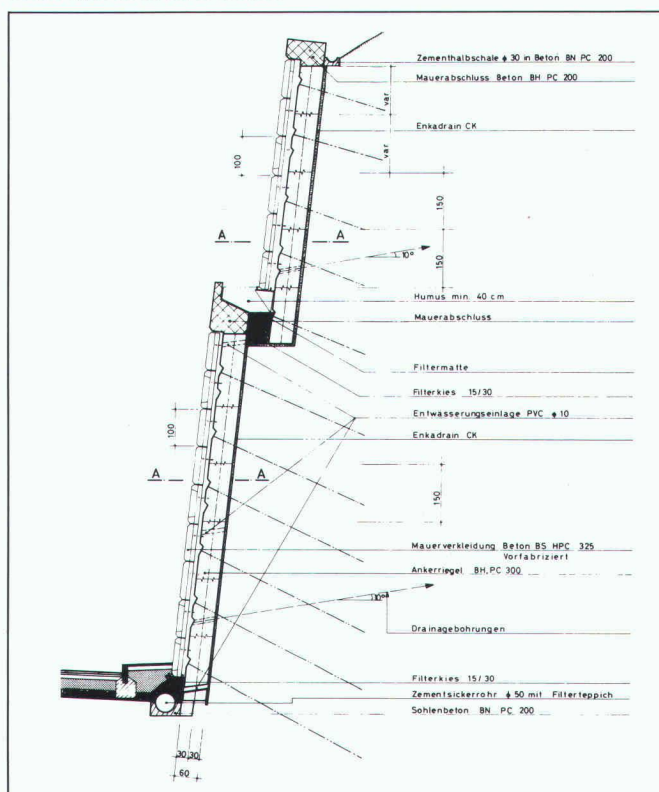 Zementhalbschale ϕ 30 in Beton BN PC 200
Mauerabschluss Beton BH PC 200
var
Enkadrain CK
100
var
150
A A
150
10°
Humus min. 40 cm
Mauerabschluss
Filtermatte
Filterkies 15/30
Entwässerungseinlage PVC ϕ 10
100
Enkadrain CK
A A
150
Mauerverkleidung Beton BS HPC 325
Vorfabriziert
Ankerriegel BH, PC 300
10°
Drainagebohrungen
Filterkies 15/30
Zementsickerrohr ϕ 50 mit Filterteppich
Sohlenbeton BN PC 200
30 30
60